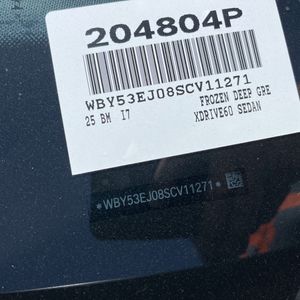 204804P
WBY53EJ08SCV11271
25 BM I7 FROZEN DEEP GRE
XDRIVE60 SEDAN
*WBY53EJ08SCV11271*